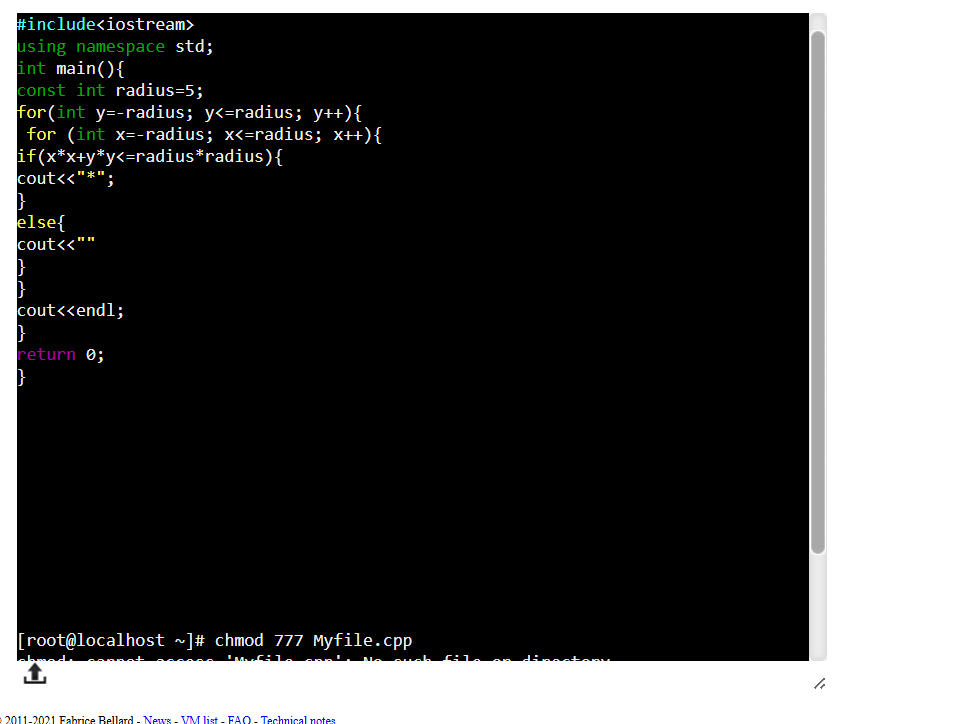 #include<iostream>
using namespace std;
int main(){
const int radius=5;
for(int y=-radius; y<=radius; y++){
 for (int x=-radius; x<=radius; x++){
if(x*x+y*y<=radius*radius){
cout<<"*";
}
else{
cout<<""
}
}
cout<<endl;
}
return 0;
}
[root@localhost ~]# chmod 777 Myfile.cpp
chmod: cannot access 'Myfile.cpp': No such file or directory
2011-2021 Fabrice Bellard - News - VM list - FAQ - Technical notes